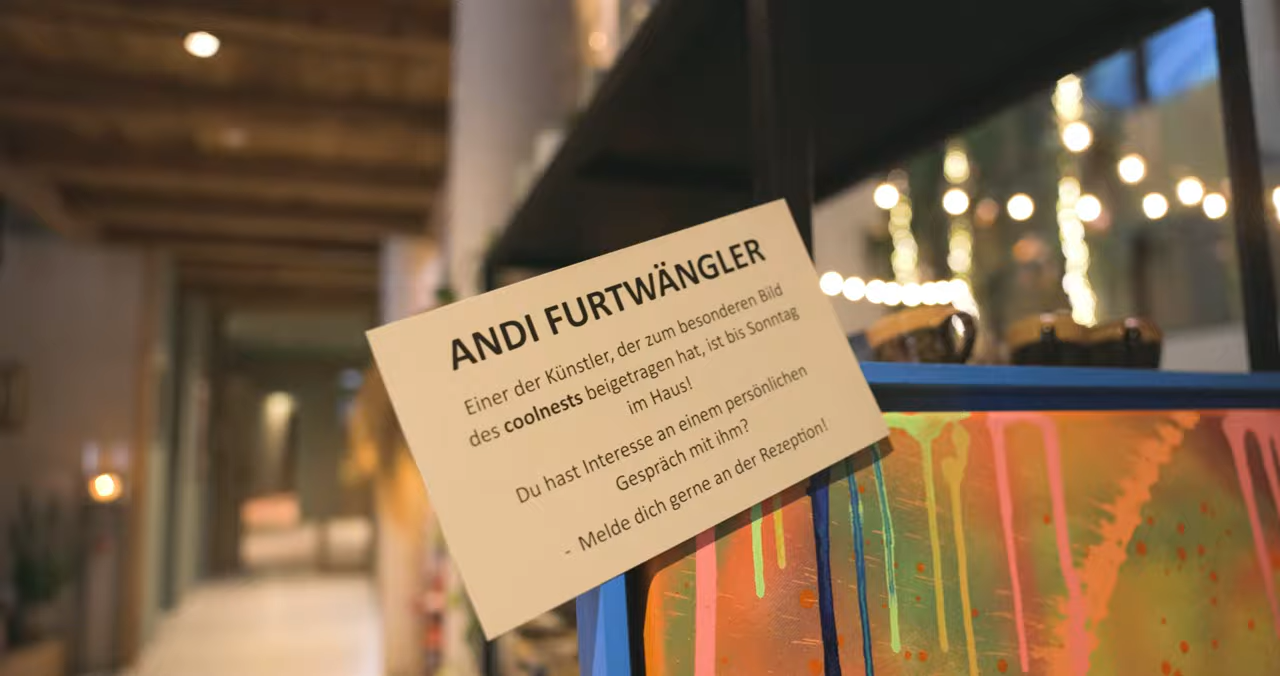 ANDI FURTWÄNGLER
Einer der Künstler, der zum besonderen Bild
des coolnests beigetragen hat, ist bis Sonntag
im Haus!
Du hast Interesse an einem persönlichen
Gespräch mit ihm?
- Melde dich gerne an der Rezeption!